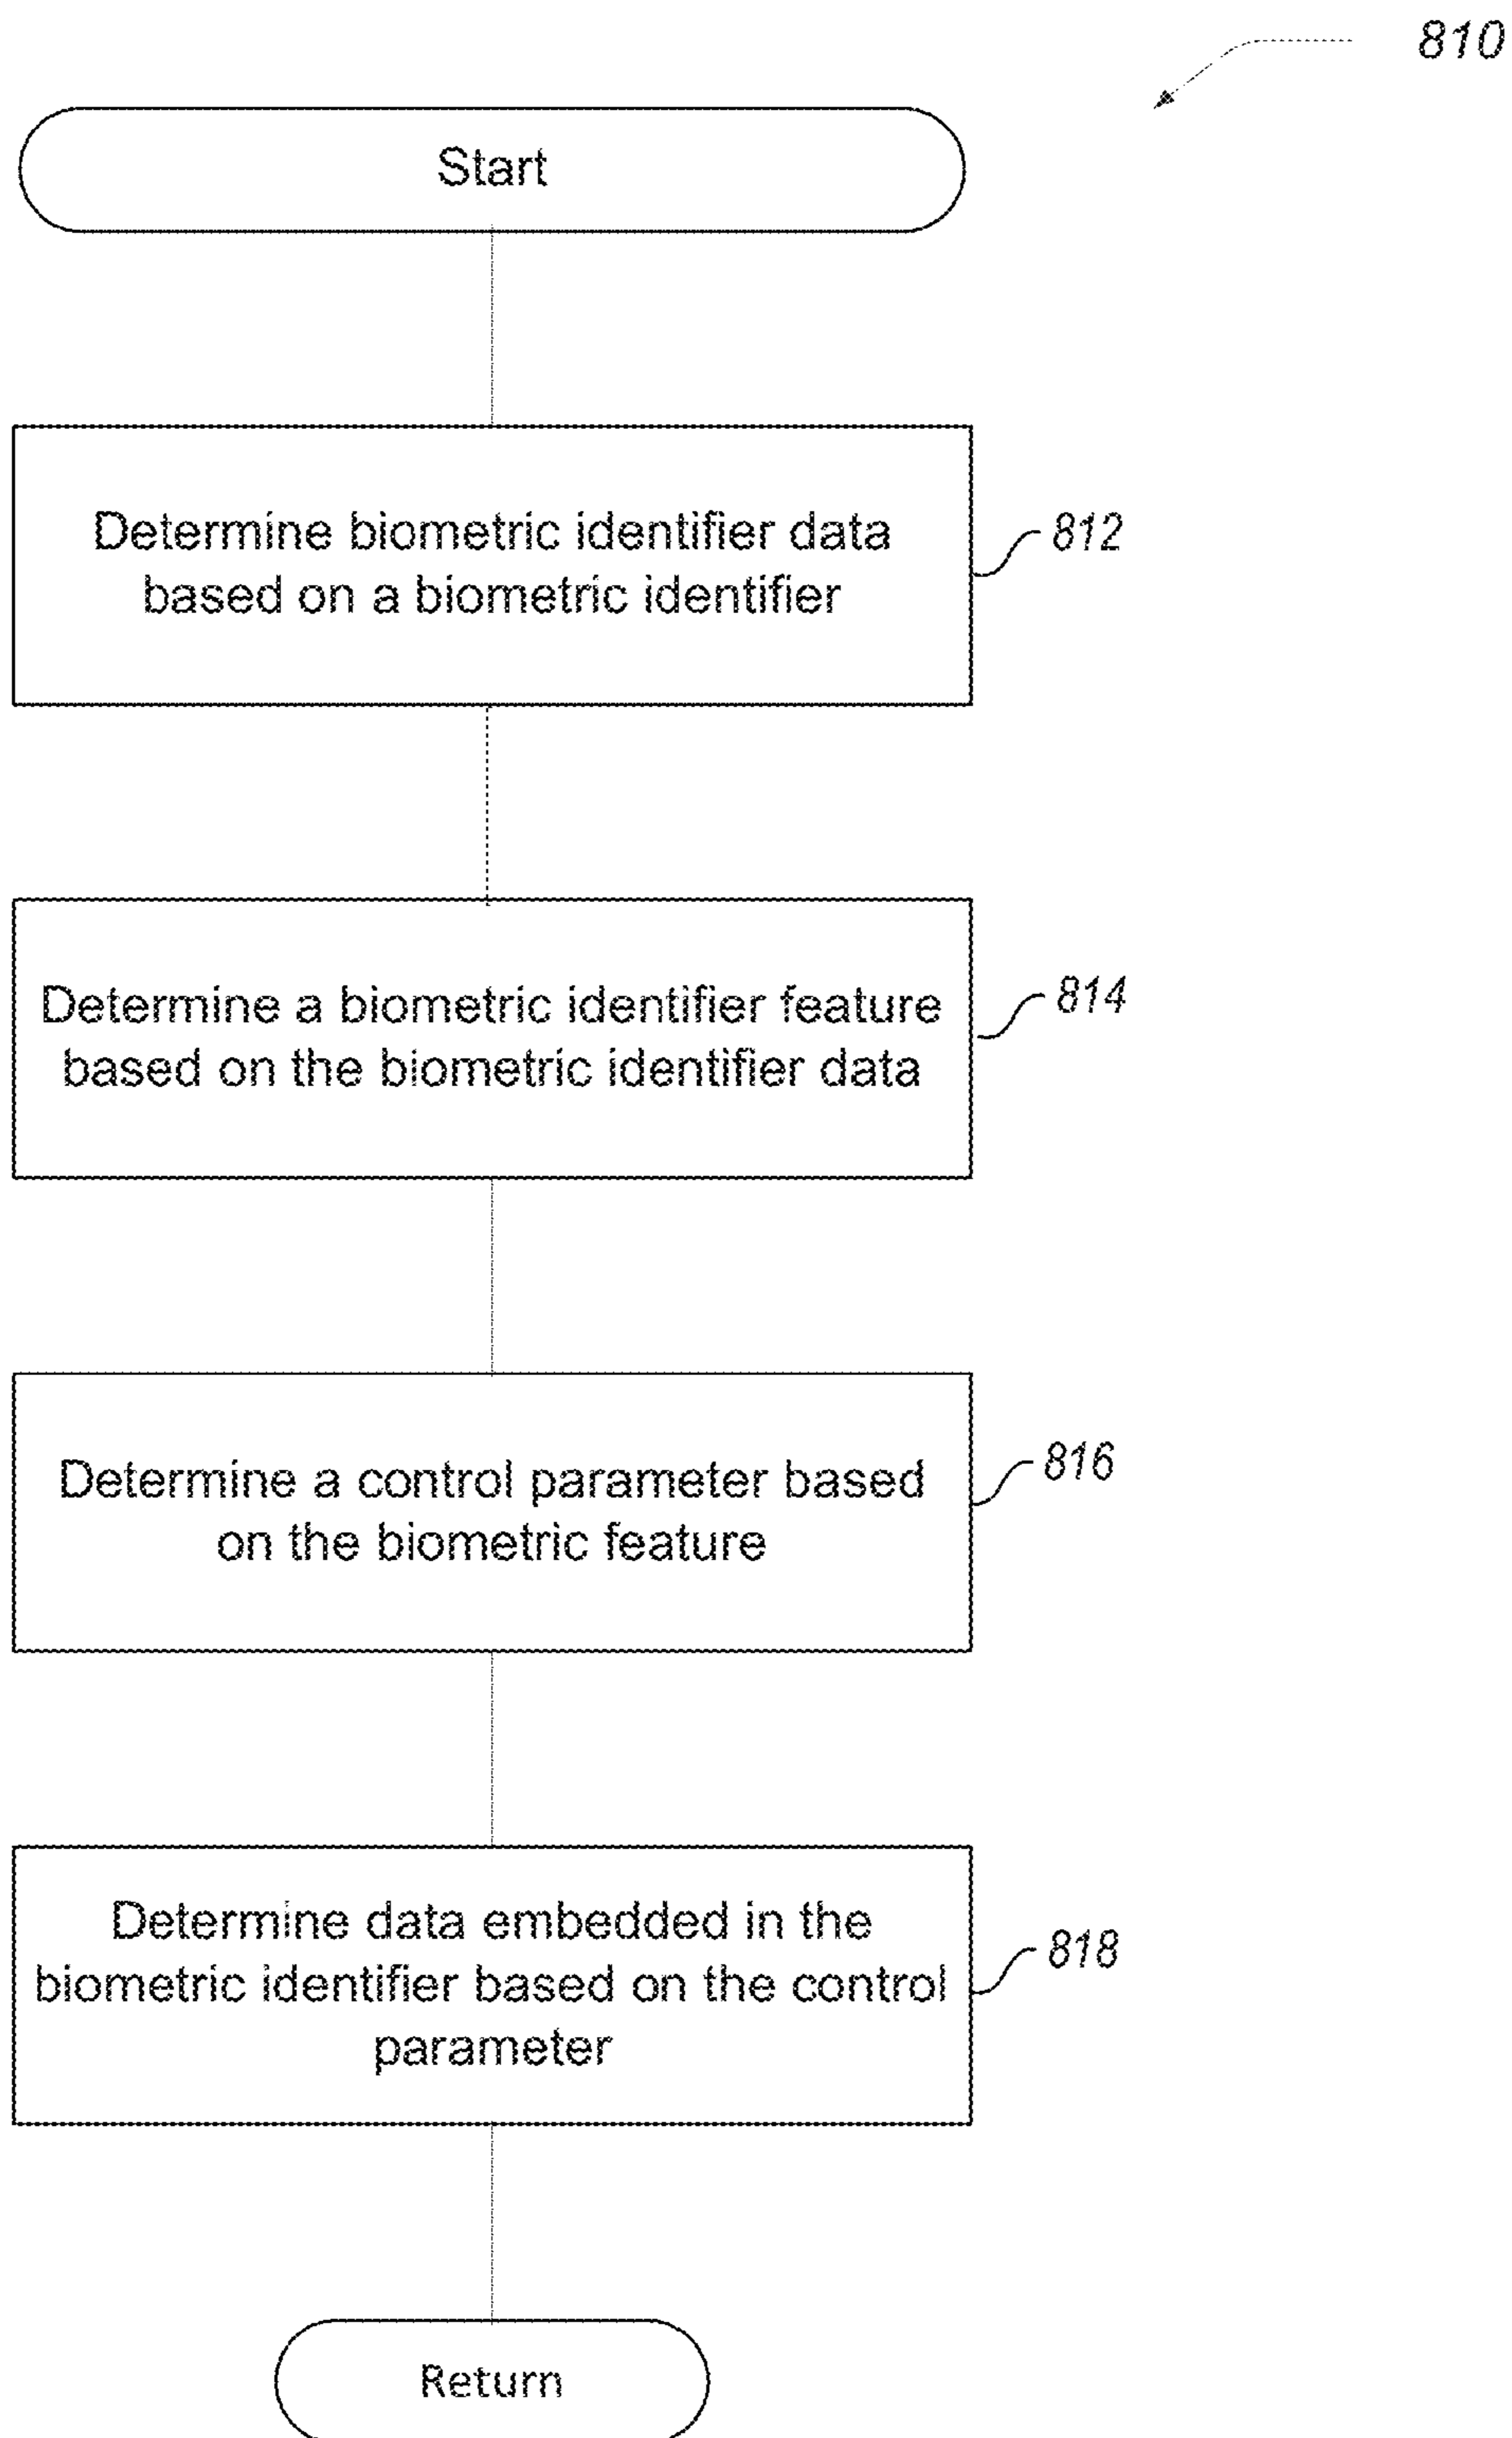 810
Start
Determine biometric identifier data
based on a biometric identifier
812
Determine a biometric identifier feature
based on the biometric identifier data
814
Determine a control parameter based
on the biometric feature
816
Determine data embedded in the
biometric identifier based on the control
parameter
818
Return